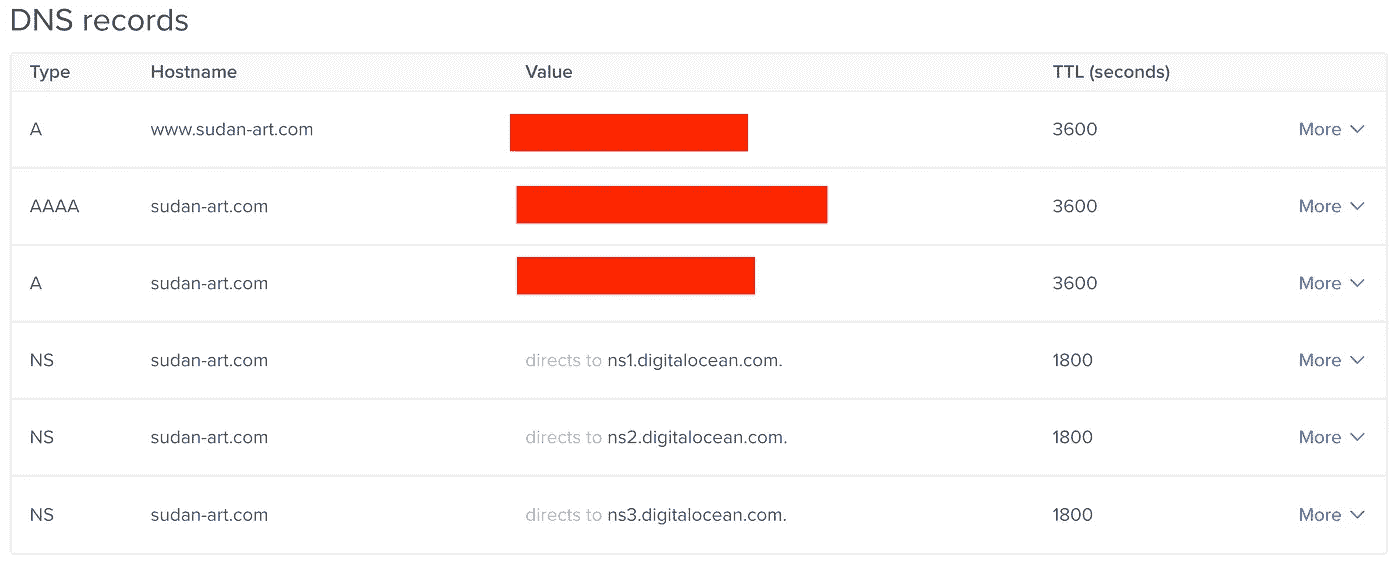 DNS records
Type Hostname Value TTL (seconds)
A www.sudan-art.com 3600 More
AAAA sudan-art.com 3600 More
A sudan-art.com 3600 More
NS sudan-art.com directs to ns1.digitalocean.com. 1800 More
NS sudan-art.com directs to ns2.digitalocean.com. 1800 More
NS sudan-art.com directs to ns3.digitalocean.com. 1800 More